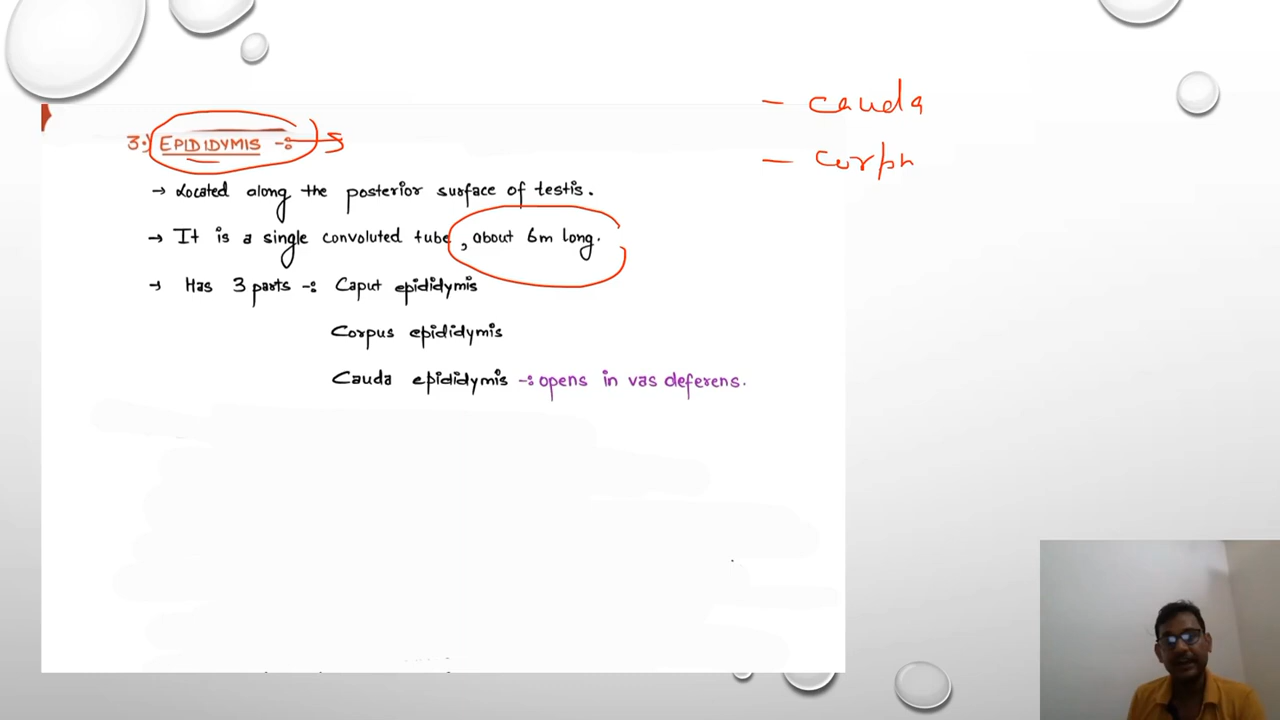 3.) EPIDIDYMIS -:
→ Located along the posterior surface of testis.
→ It is a single convoluted tube, about 6m long.
→ Has 3 parts -: Caput epididymis
Corpus epididymis
Cauda epididymis -: opens in vas deferens.
- cauda
- corph